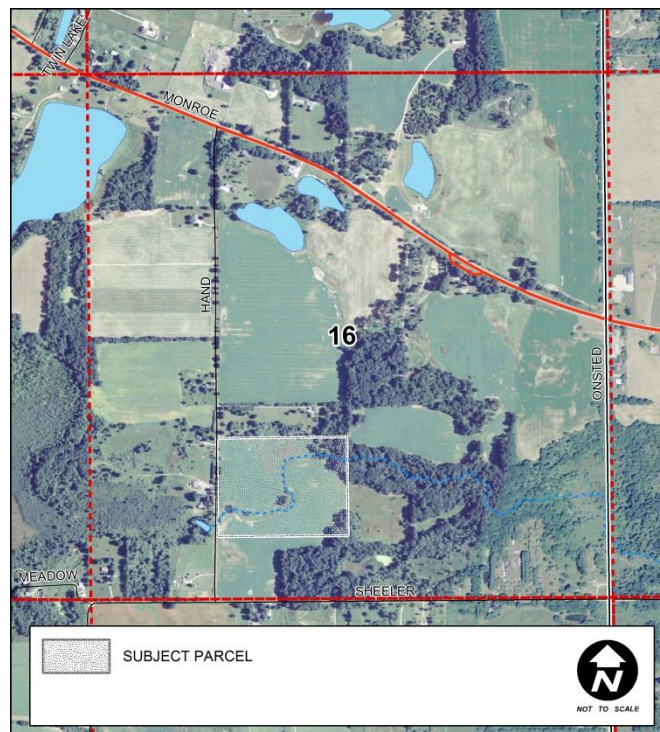 TWIN LAKE
MONROE
HAND
16
ONSTED
MEADOW
SHEELER
SUBJECT PARCEL
N
NOT TO SCALE